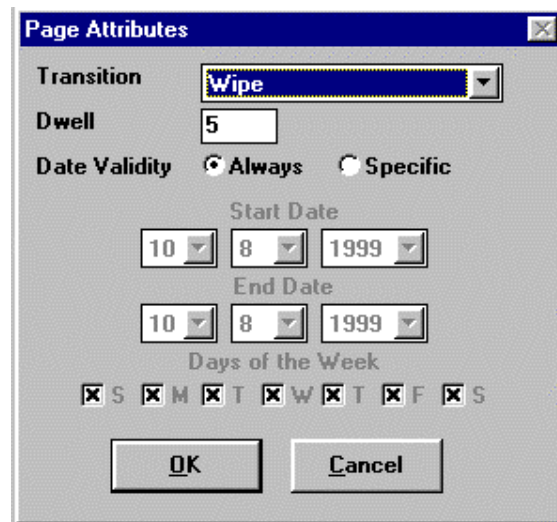 Page Attributes
Transition Wipe
Dwell 5
Date Validity Always Specific
Start Date
10 8 1999
End Date
10 8 1999
Days of the Week
S M T W T F S
OK Cancel